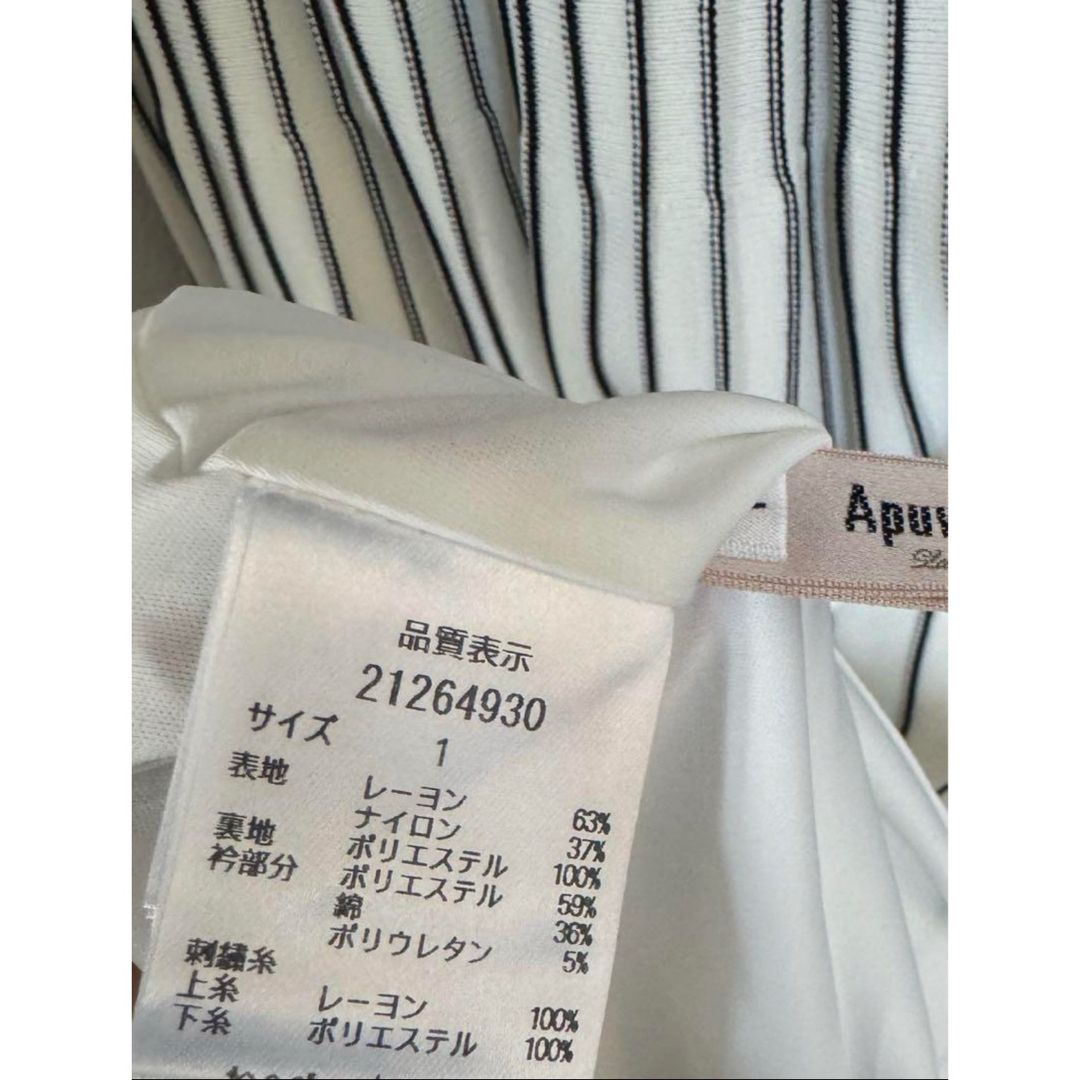 Apuv
品質表示
21264930
サイズ 1
表地 レーヨン 63%
ナイロン 37%
裏地 ポリエステル 100%
衿部分 ポリエステル 59%
綿 36%
ポリウレタン 5%
刺繍糸
上糸 レーヨン 100%
下糸 ポリエステル 100%